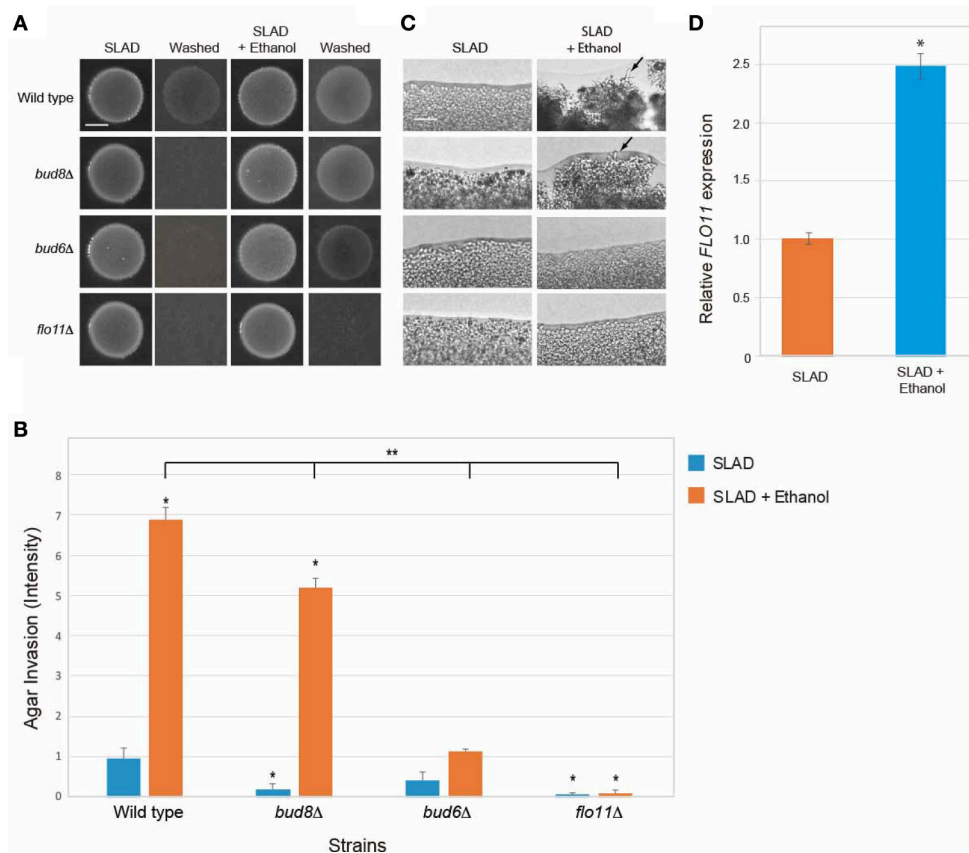 A
SLAD
Washed
SLAD
+ Ethanol
Washed
Wild type
bud8Δ
bud6Δ
flo11Δ
C
SLAD
SLAD
+ Ethanol
D
Relative FLO11 expression
2.5
2.0
1.5
1.0
0.5
0
*
SLAD
SLAD +
Ethanol
B
Agar Invasion (Intensity)
8
7
6
5
4
3
2
1
0
**
*
*
*
*
*
Wild type
bud8Δ
bud6Δ
flo11Δ
Strains
SLAD
SLAD + Ethanol